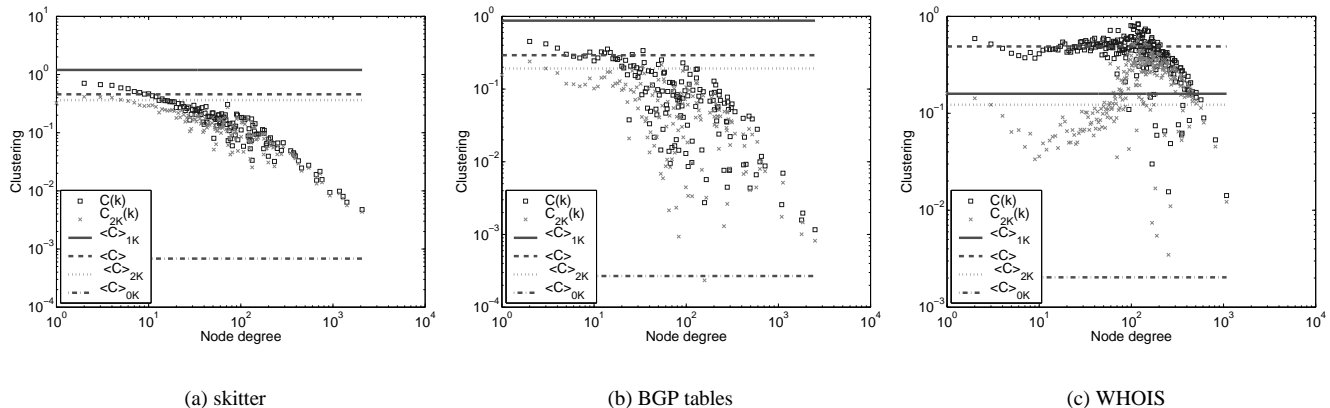 10^1
10^0
10^−1
10^−2
10^−3
10^−4
Clustering
C(k)
C_2K(k)
<C>_1K
<C>
<C>_2K
<C>_0K
10^0 10^1 10^2 10^3 10^4
Node degree
(a) skitter
10^0
10^−1
10^−2
10^−3
10^−4
Clustering
C(k)
C_2K(k)
<C>_1K
<C>
<C>_2K
<C>_0K
10^0 10^1 10^2 10^3 10^4
Node degree
(b) BGP tables
10^0
10^−1
10^−2
10^−3
Clustering
C(k)
C_2K(k)
<C>_1K
<C>
<C>_2K
<C>_0K
10^0 10^1 10^2 10^3 10^4
Node degree
(c) WHOIS